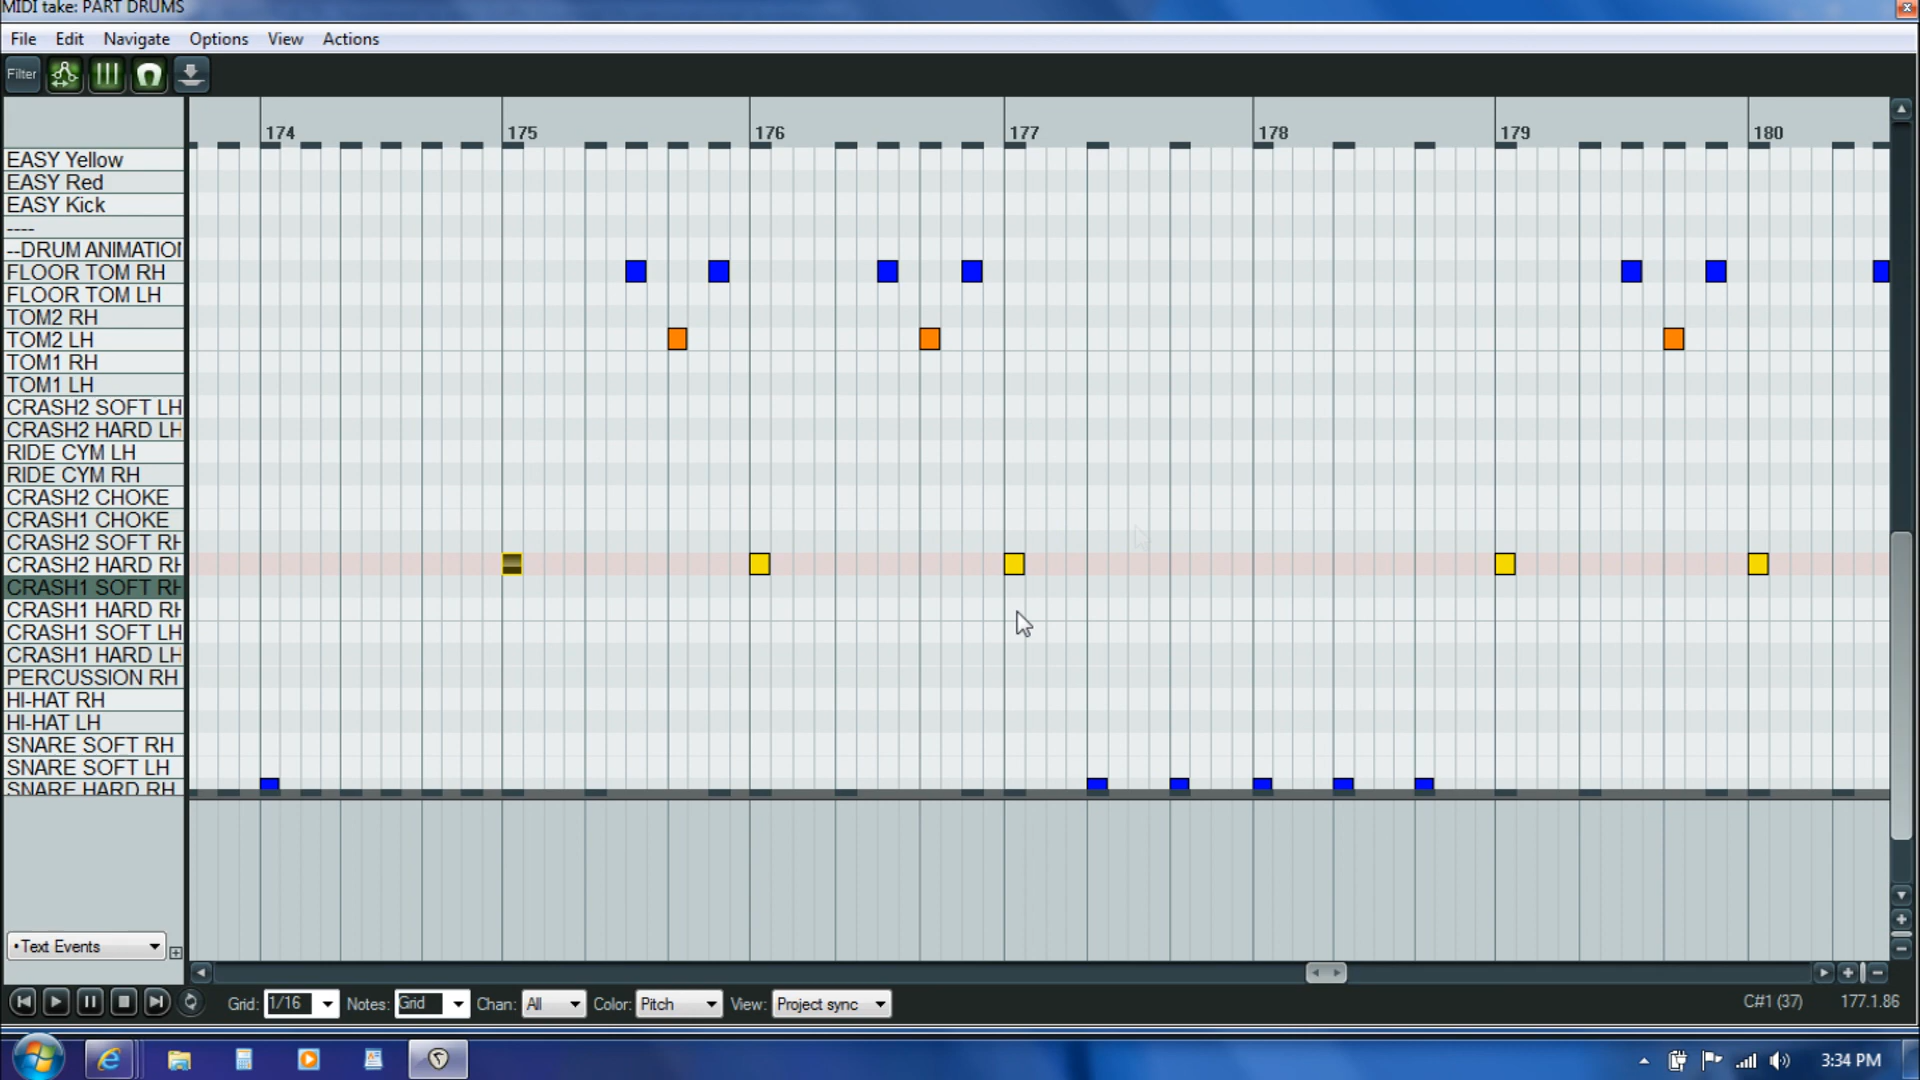 MIDI take: PART DRUMS
File Edit Navigate Options View Actions
Filter
174 175 176 177 178 179 180
EASY Yellow
EASY Red
EASY Kick
----
--DRUM ANIMATION
FLOOR TOM RH
FLOOR TOM LH
TOM2 RH
TOM2 LH
TOM1 RH
TOM1 LH
CRASH2 SOFT LH
CRASH2 HARD LH
RIDE CYM LH
RIDE CYM RH
CRASH2 CHOKE
CRASH1 CHOKE
CRASH2 SOFT RH
CRASH2 HARD RH
CRASH1 SOFT RH
CRASH1 HARD RH
CRASH1 SOFT LH
CRASH1 HARD LH
PERCUSSION RH
HI-HAT RH
HI-HAT LH
SNARE SOFT RH
SNARE SOFT LH
SNARE HARD RH
•Text Events
Grid: 1/16 Notes: Grid Chan: All Color: Pitch View: Project sync C#1 (37) 177.1.86
3:34 PM